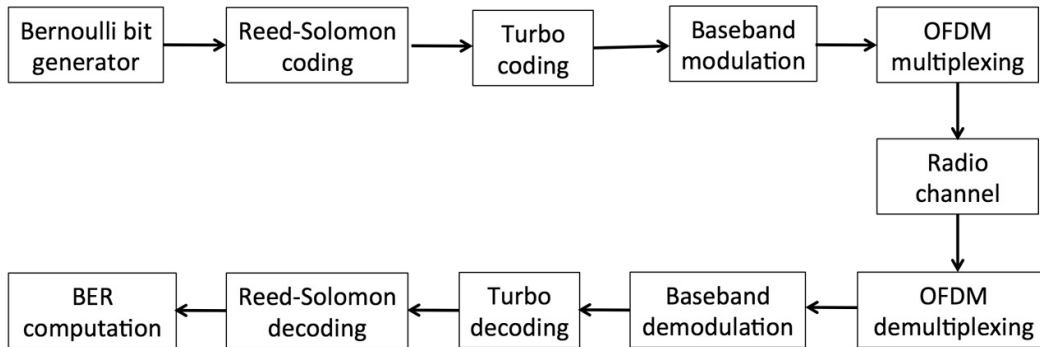 Bernoulli bit
generator
Reed-Solomon
coding
Turbo
coding
Baseband
modulation
OFDM
multiplexing
Radio
channel
BER
computation
Reed-Solomon
decoding
Turbo
decoding
Baseband
demodulation
OFDM
demultiplexing